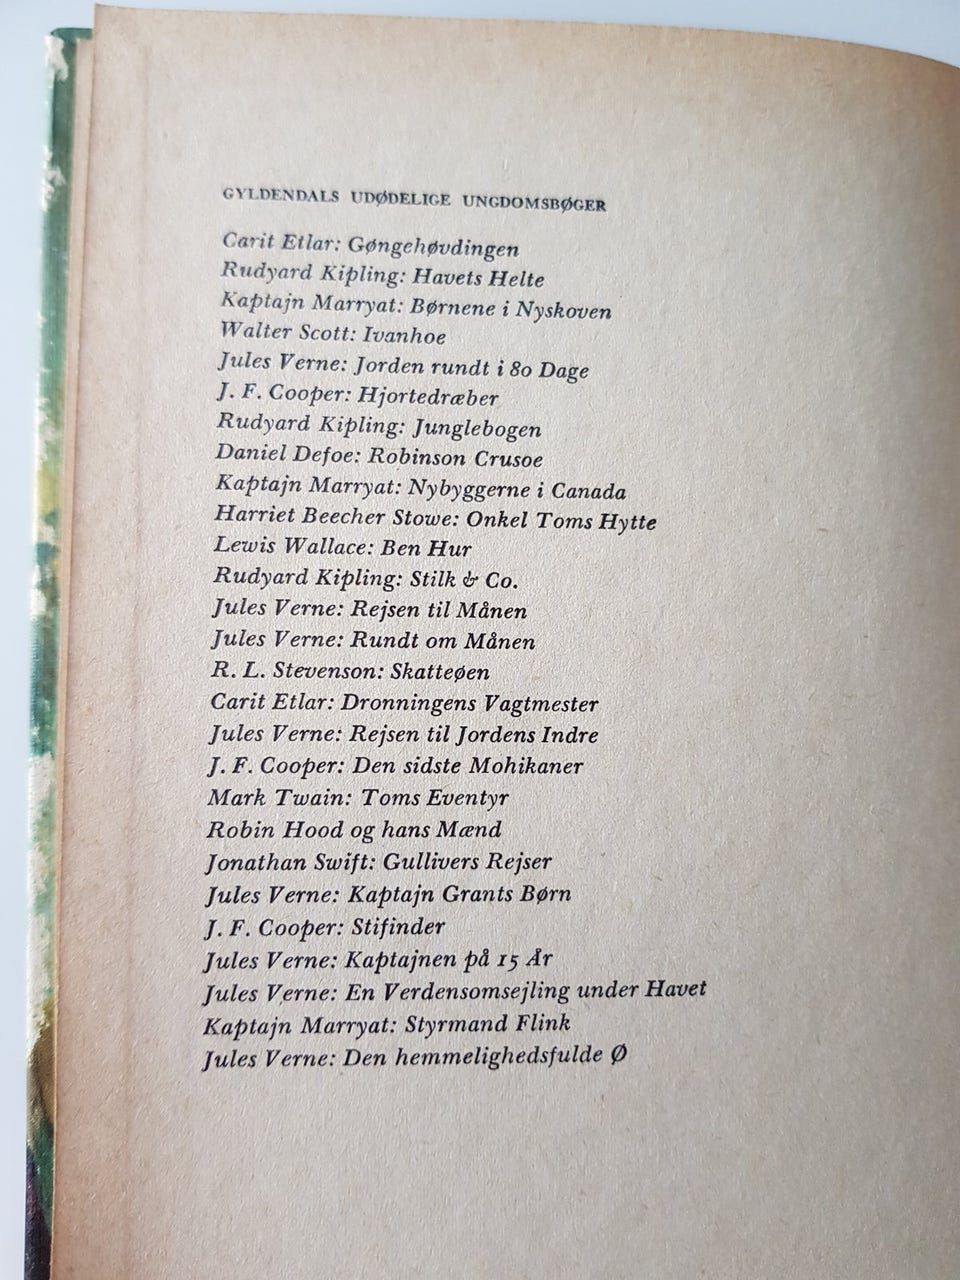 GYLDENDALS UDØDELIGE UNGDOMSBØGER
Carit Etlar: Gøngehøvdingen
Rudyard Kipling: Havets Helte
Kaptajn Marryat: Børnene i Nyskoven
Walter Scott: Ivanhoe
Jules Verne: Jorden rundt i 80 Dage
J. F. Cooper: Hjortedræber
Rudyard Kipling: Junglebogen
Daniel Defoe: Robinson Crusoe
Kaptajn Marryat: Nybyggerne i Canada
Harriet Beecher Stowe: Onkel Toms Hytte
Lewis Wallace: Ben Hur
Rudyard Kipling: Stilk & Co.
Jules Verne: Rejsen til Månen
Jules Verne: Rundt om Månen
R. L. Stevenson: Skatteøen
Carit Etlar: Dronningens Vagtmester
Jules Verne: Rejsen til Jordens Indre
J. F. Cooper: Den sidste Mohikaner
Mark Twain: Toms Eventyr
Robin Hood og hans Mænd
Jonathan Swift: Gullivers Rejser
Jules Verne: Kaptajn Grants Børn
J. F. Cooper: Stifinder
Jules Verne: Kaptajnen på 15 År
Jules Verne: En Verdensomsejling under Havet
Kaptajn Marryat: Styrmand Flink
Jules Verne: Den hemmelighedsfulde Ø